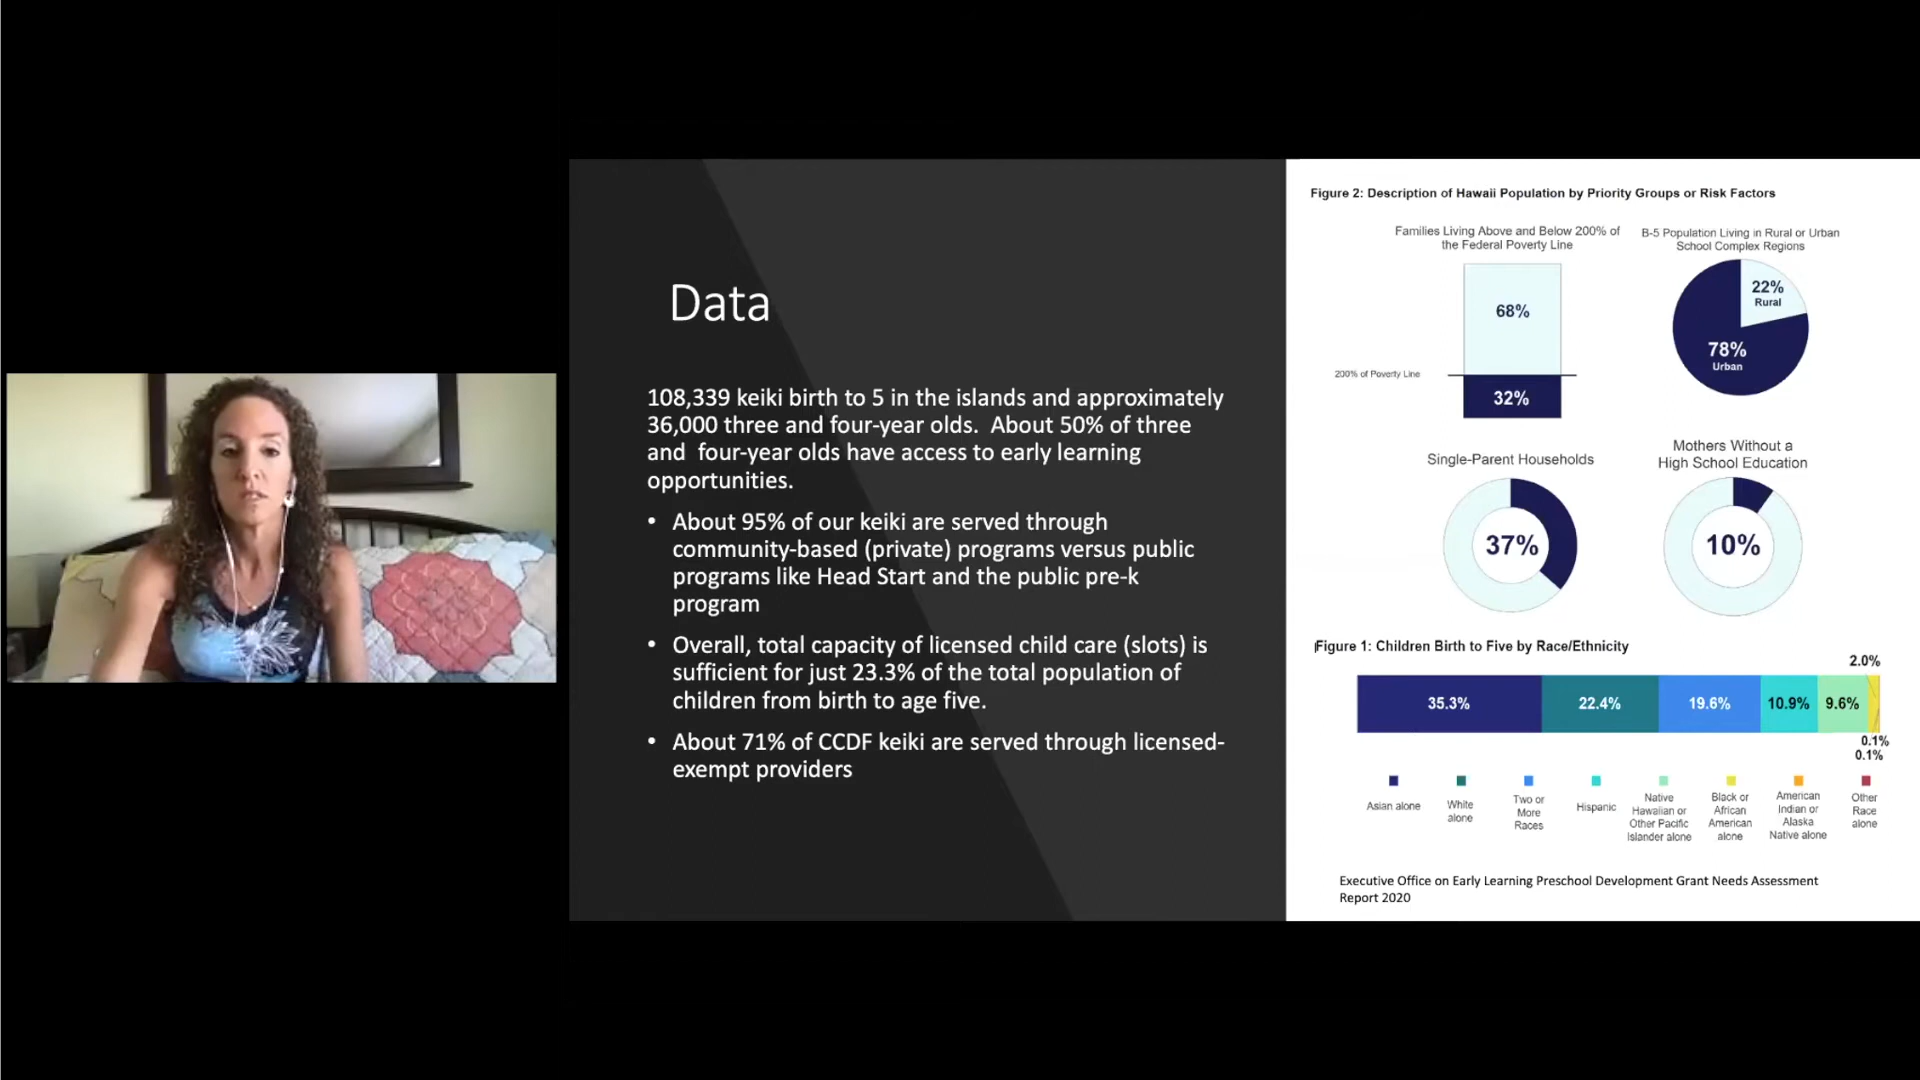 Data
108,339 keiki birth to 5 in the islands and approximately
36,000 three and four-year olds.  About 50% of three
and  four-year olds have access to early learning
opportunities.
• About 95% of our keiki are served through
community-based (private) programs versus public
programs like Head Start and the public pre-k
program
• Overall, total capacity of licensed child care (slots) is
sufficient for just 23.3% of the total population of
children from birth to age five.
• About 71% of CCDF keiki are served through licensed-
exempt providers
Figure 2: Description of Hawaii Population by Priority Groups or Risk Factors
Families Living Above and Below 200% of
the Federal Poverty Line
68%
200% of Poverty Line
32%
B-5 Population Living in Rural or Urban
School Complex Regions
22%
Rural
78%
Urban
Single-Parent Households
37%
Mothers Without a
High School Education
10%
Figure 1: Children Birth to Five by Race/Ethnicity
2.0%
35.3%
22.4%
19.6%
10.9%
9.6%
0.1%
0.1%
Asian alone
White
alone
Two or
More
Races
Hispanic
Native
Hawaiian or
Other Pacific
Islander alone
Black or
African
American
alone
American
Indian or
Alaska
Native alone
Other
Race
alone
Executive Office on Early Learning Preschool Development Grant Needs Assessment
Report 2020